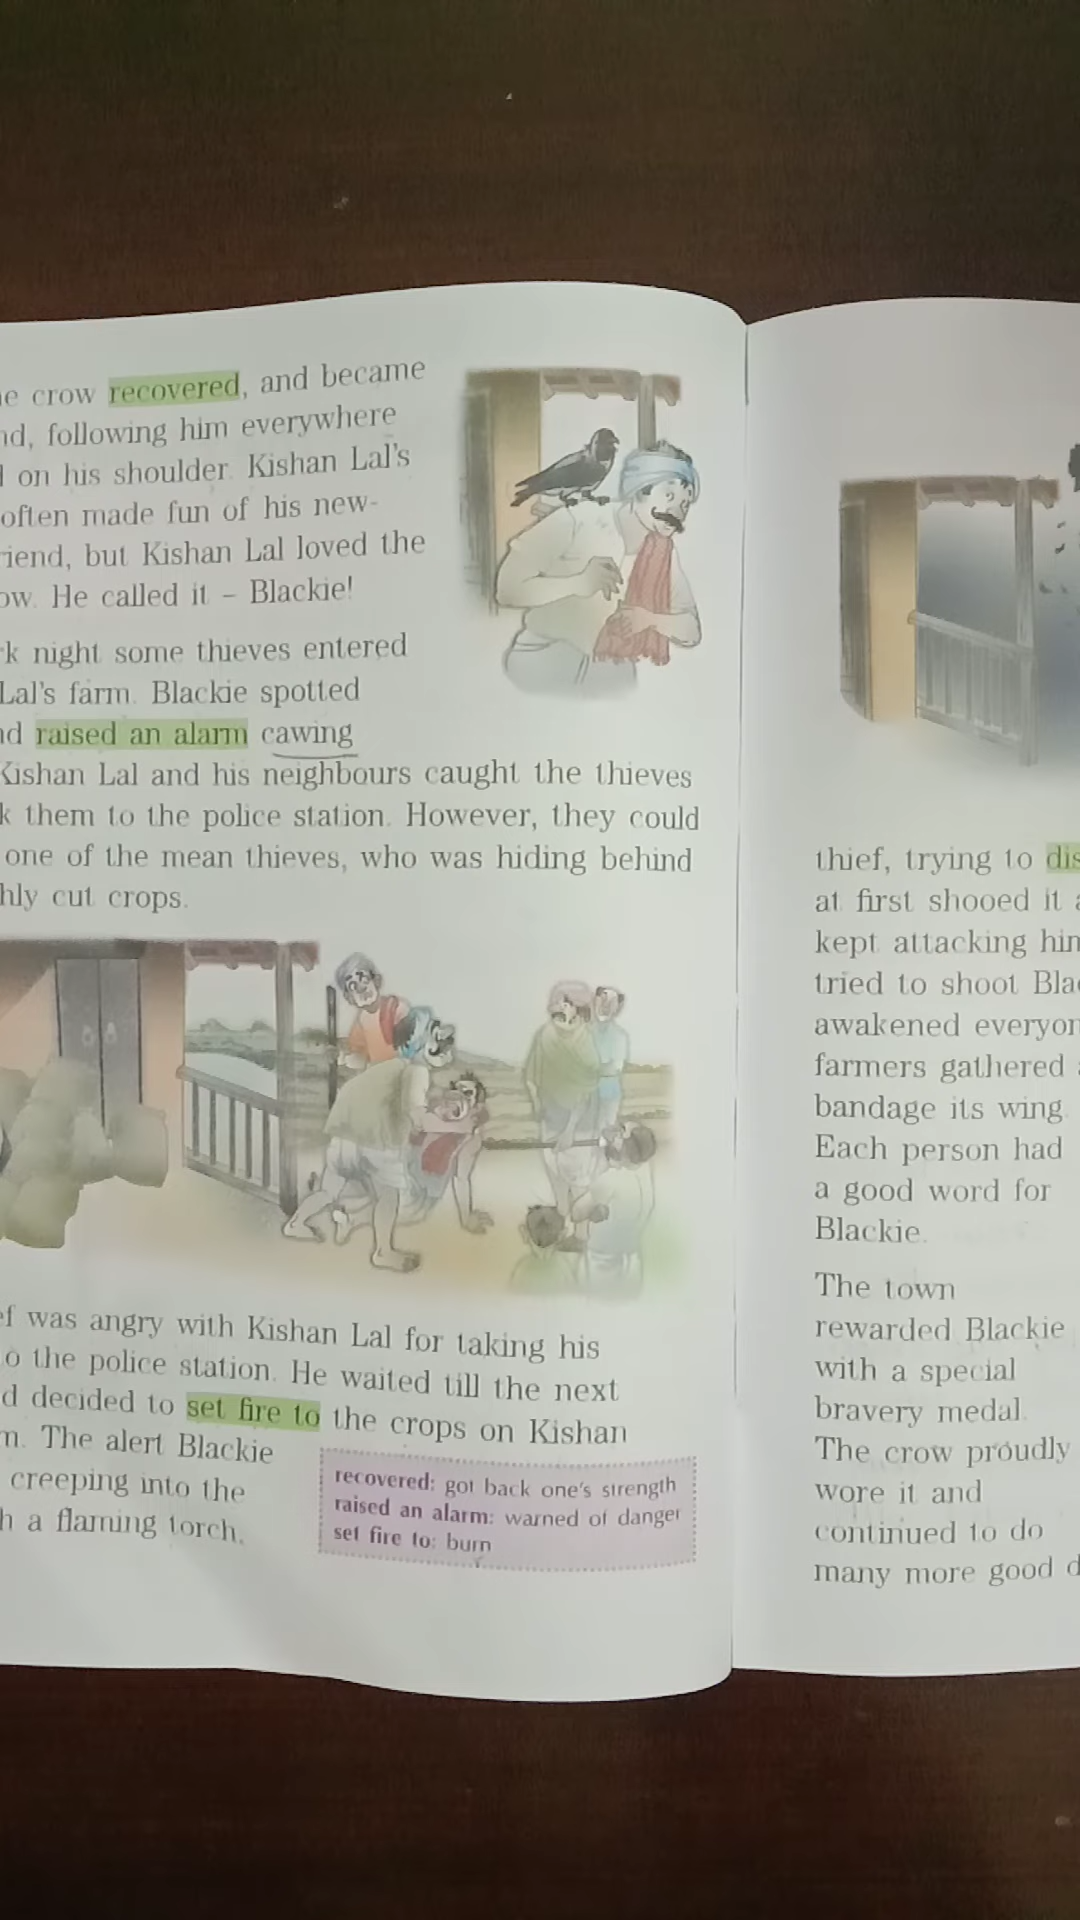 crow recovered, and became
following him everywhere
on his shoulder. Kishan Lal's
often made fun of his new-
but Kishan Lal loved the
He called it – Blackie!
night some thieves entered
Lal's farm. Blackie spotted
raised an alarm cawing
Kishan Lal and his neighbours caught the thieves
them to the police station. However, they could
one of the mean thieves, who was hiding behind
cut crops.
was angry with Kishan Lal for taking his
to the police station. He waited till the next
decided to set fire to the crops on Kishan
The alert Blackie
creeping into the
a flaming torch.
recovered: got back one's strength
raised an alarm: warned of danger
set fire to: burn
thief, trying to
at first shooed it
kept attacking
tried to shoot
awakened
farmers gathered
bandage its wing.
Each person had
a good word for
Blackie.
The town
rewarded Blackie
with a special
bravery medal.
The crow proudly
wore it and
continued to do
many more good